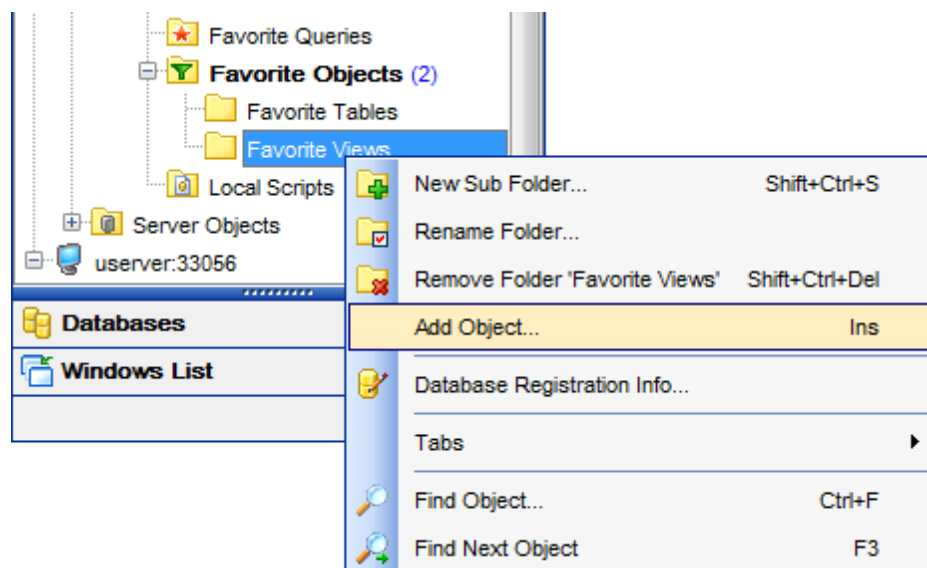 Favorite Queries
Favorite Objects (2)
Favorite Tables
Favorite Views
Local Scripts
Server Objects
userver:33056
Databases
Windows List
New Sub Folder... Shift+Ctrl+S
Rename Folder...
Remove Folder 'Favorite Views' Shift+Ctrl+Del
Add Object... Ins
Database Registration Info...
Tabs
Find Object... Ctrl+F
Find Next Object F3